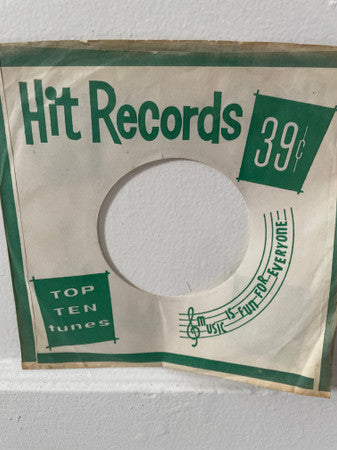 Hit Records
39¢
TOP
TEN
tunes
MUSIC IS FUN FOR EVERYONE